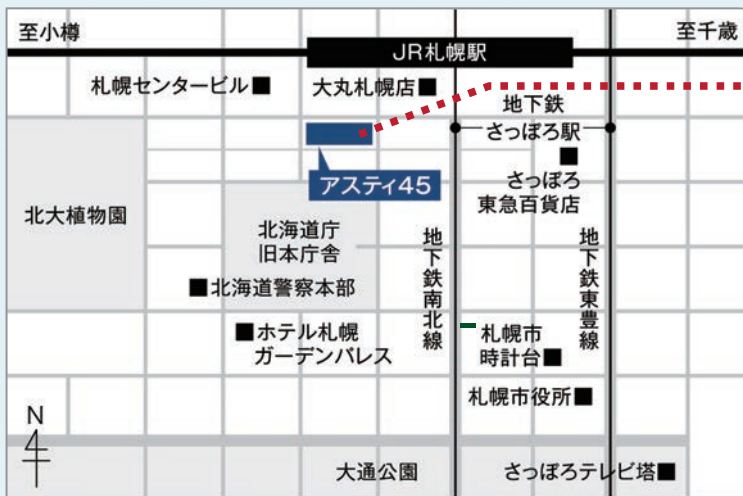 至小樽
至千歳
JR札幌駅
札幌センタービル■
大丸札幌店■
地下鉄
さっぽろ駅
アスティ45
さっぽろ
東急百貨店
北大植物園
北海道庁
旧本庁舎
地下鉄南北線
地下鉄東豊線
■北海道警察本部
■ホテル札幌
ガーデンパレス
札幌市
時計台■
札幌市役所■
N
大通公園
さっぽろテレビ塔■